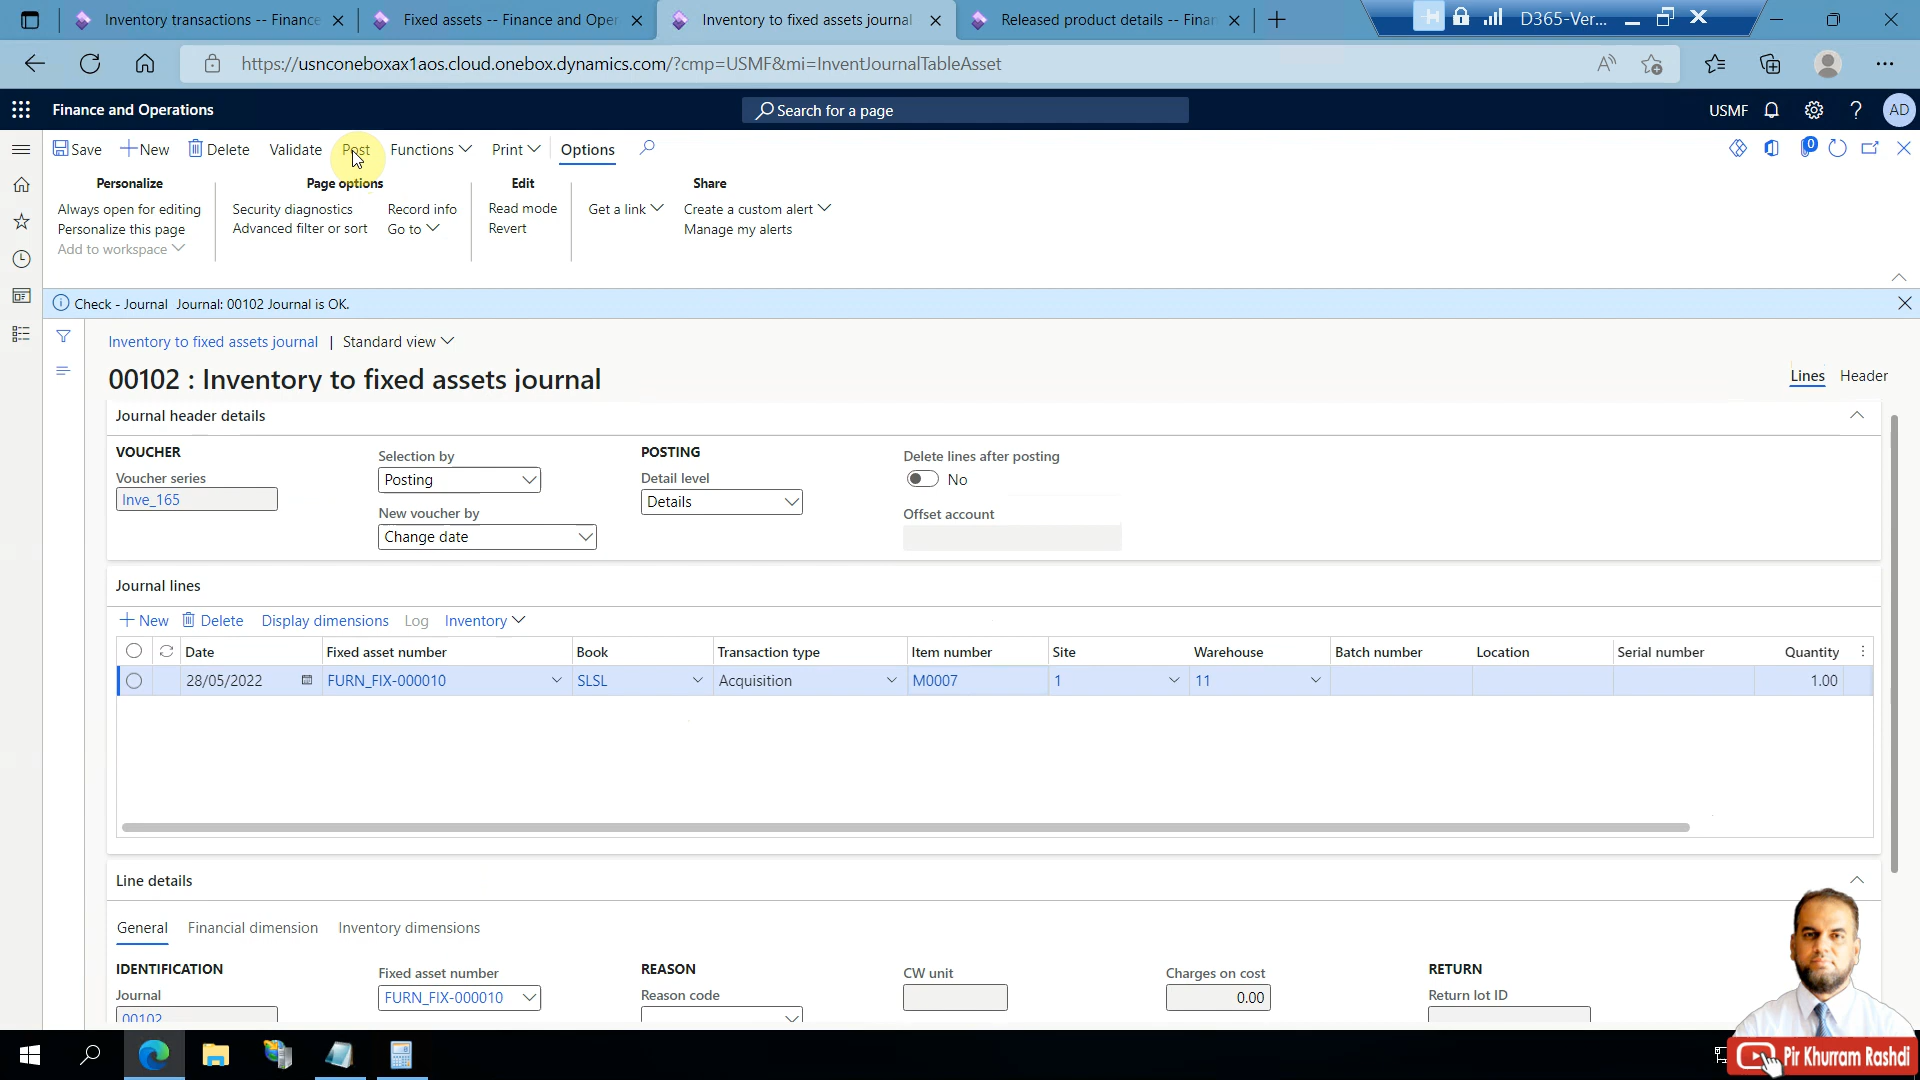 Inventory transactions -- Finance
Fixed assets -- Finance and Oper
Inventory to fixed assets journal
Released product details -- Finan
D365-Ver...
https://usnconeboxax1aos.cloud.onebox.dynamics.com/?cmp=USMF&mi=InventJournalTableAsset
Finance and Operations
Search for a page
USMF
AD
Save
New
Delete
Validate
Post
Functions
Print
Options
0
Personalize
Page options
Edit
Share
Always open for editing
Security diagnostics
Record info
Read mode
Get a link
Create a custom alert
Personalize this page
Advanced filter or sort
Go to
Revert
Manage my alerts
Add to workspace
Check - Journal Journal: 00102 Journal is OK.
Inventory to fixed assets journal | Standard view
00102 : Inventory to fixed assets journal
Lines
Header
Journal header details
VOUCHER
Voucher series
Inve_165
Selection by
Posting
New voucher by
Change date
POSTING
Detail level
Details
Delete lines after posting
No
Offset account
Journal lines
New
Delete
Display dimensions
Log
Inventory
Date
Fixed asset number
Book
Transaction type
Item number
Site
Warehouse
Batch number
Location
Serial number
Quantity
28/05/2022
FURN_FIX-000010
SLSL
Acquisition
M0007
1
11
1.00
Line details
General
Financial dimension
Inventory dimensions
IDENTIFICATION
Journal
00102
Fixed asset number
FURN_FIX-000010
REASON
Reason code
CW unit
Charges on cost
0.00
RETURN
Return lot ID
Pir Khurram Rashdi